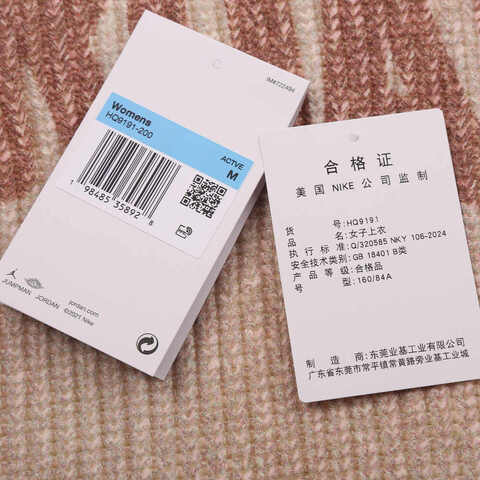 IM#722494
Womens
HQ9191-200
ACTVE
M
1 98485 35892 8
JUMPMAN
JORDAN
jordan.com
©2021 Nike
合格证
美国 NIKE 公司监制
货号:HQ9191
品名:女子上衣
执行标准:Q/320585 NKY 106-2024
安全技术类别:GB 18401 B类
产品等级:合格品
号型:160/84A
制造商:东莞业基工业有限公司
广东省东莞市常平镇常黄路旁业基工业城